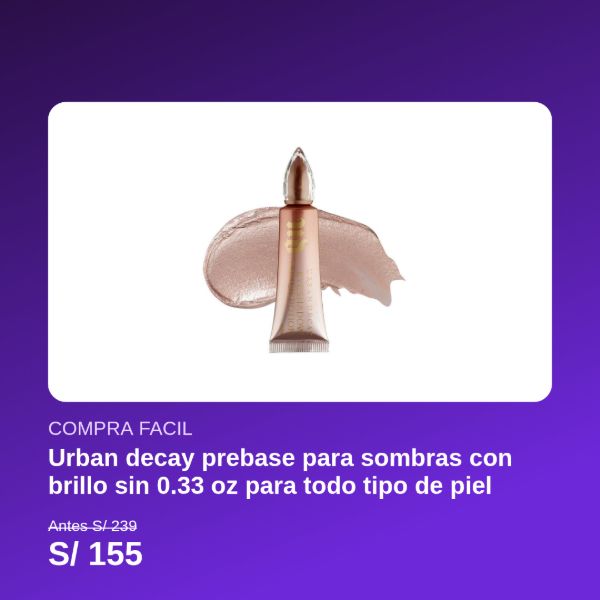 COMPRA FACIL
Urban decay prebase para sombras con
brillo sin 0.33 oz para todo tipo de piel
Antes S/ 239
S/ 155